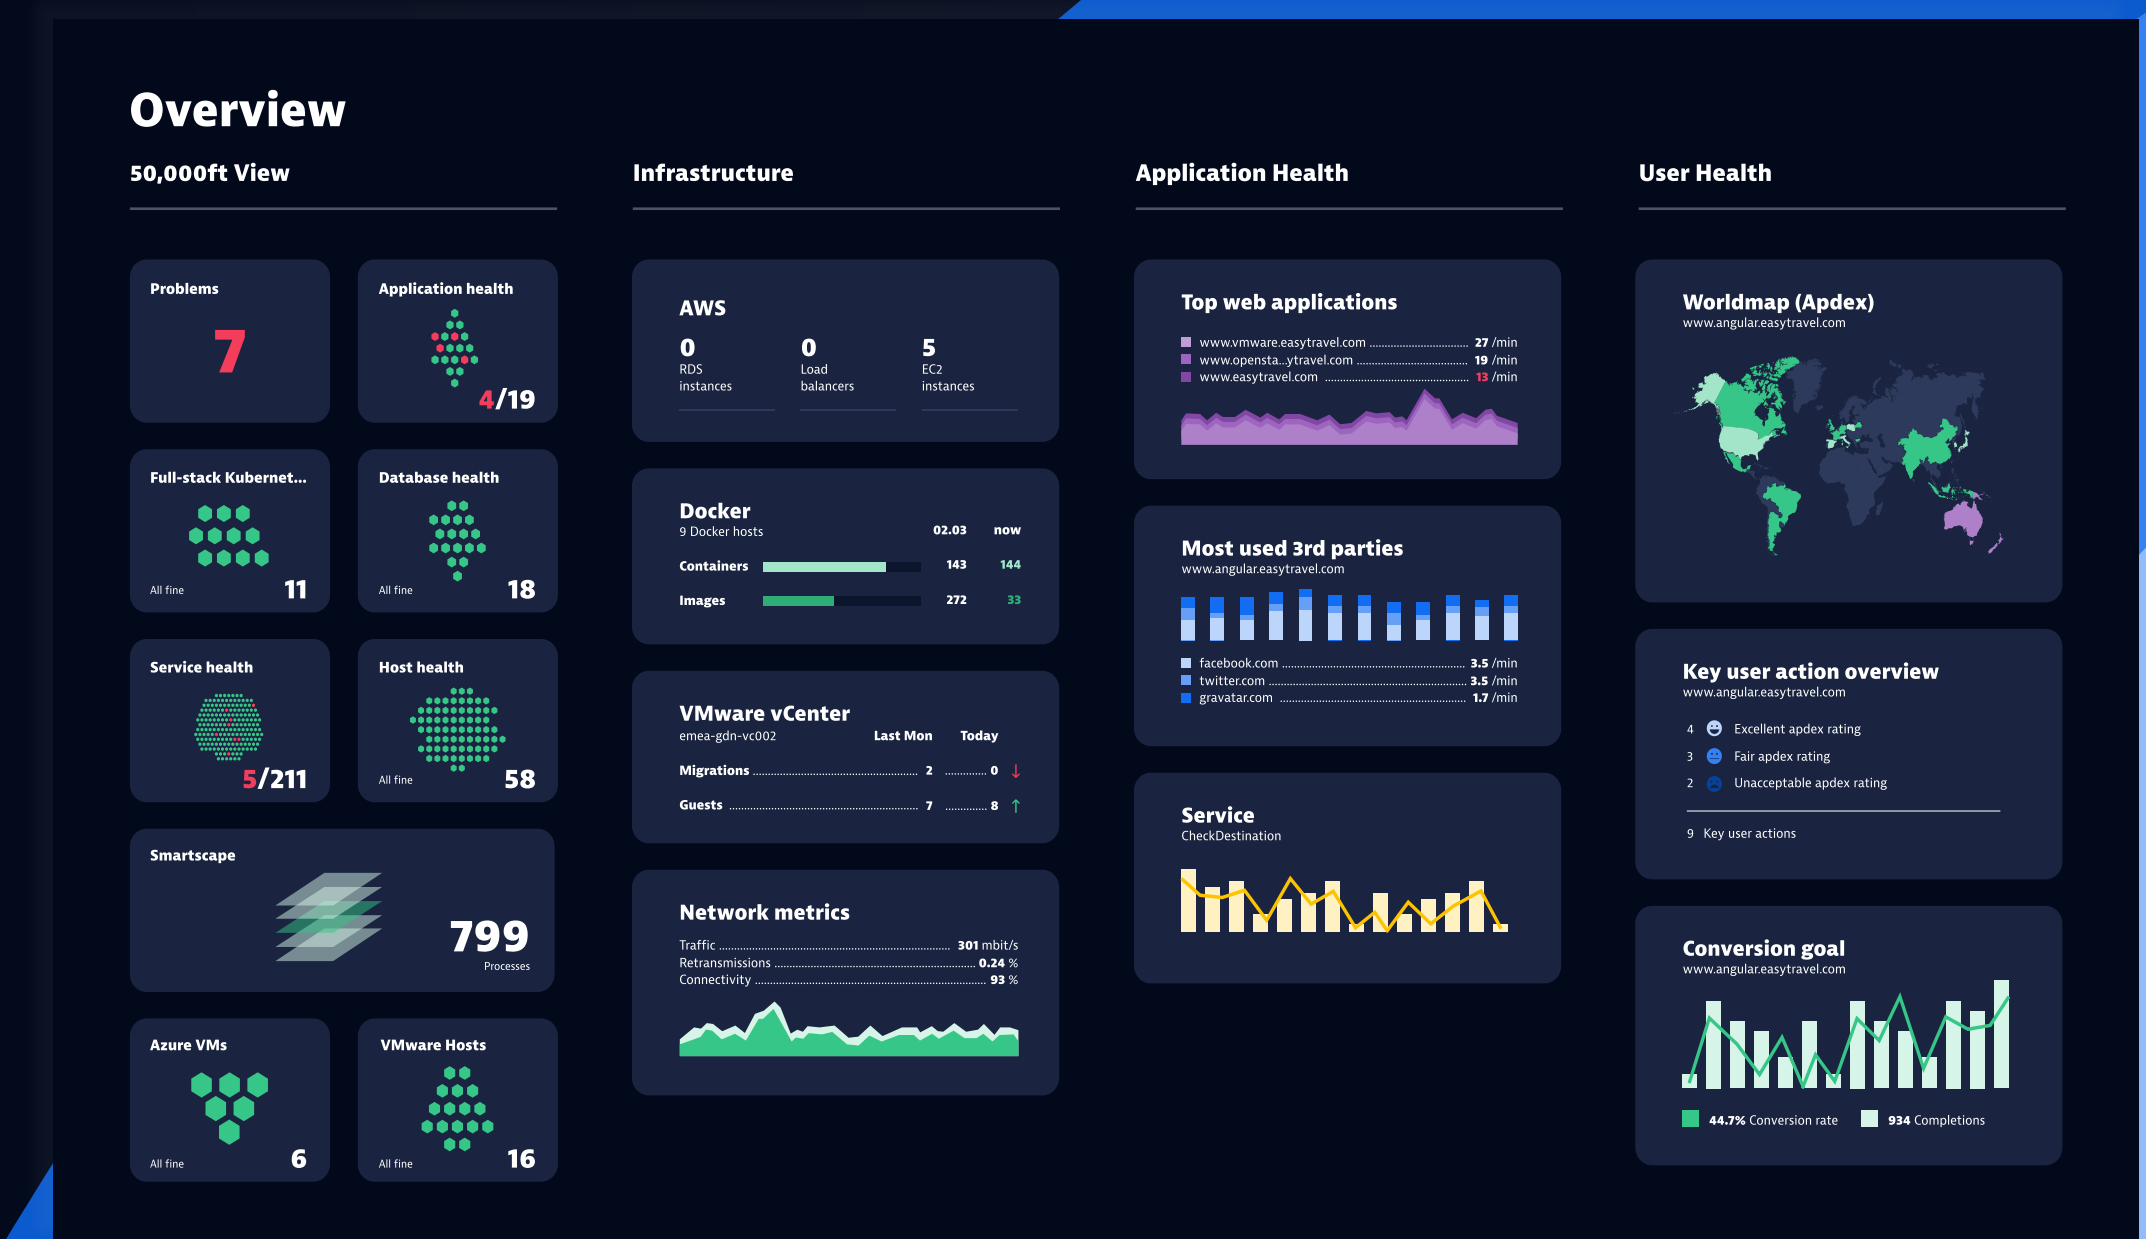 Overview
50,000ft View
Problems
7
Application health
4/19
Full-stack Kubernet...
All fine
11
Database health
All fine
18
Service health
5/211
Host health
All fine
58
Smartscape
799
Processes
Azure VMs
All fine
6
VMware Hosts
All fine
16
Infrastructure
AWS
0
RDS
instances
0
Load
balancers
5
EC2
instances
Docker
9 Docker hosts
02.03 now
Containers 143 144
Images 272 33
VMware vCenter
emea-gdn-vc002 Last Mon Today
Migrations 2 0 ↓
Guests 7 8 ↑
Network metrics
Traffic 301 mbit/s
Retransmissions 0.24 %
Connectivity 93 %
Application Health
Top web applications
www.vmware.easytravel.com 27 /min
www.opensta...ytravel.com 19 /min
www.easytravel.com 13 /min
Most used 3rd parties
www.angular.easytravel.com
facebook.com 3.5 /min
twitter.com 3.5 /min
gravatar.com 1.7 /min
Service
CheckDestination
User Health
Worldmap (Apdex)
www.angular.easytravel.com
Key user action overview
www.angular.easytravel.com
4 Excellent apdex rating
3 Fair apdex rating
2 Unacceptable apdex rating
9 Key user actions
Conversion goal
www.angular.easytravel.com
44.7% Conversion rate 934 Completions